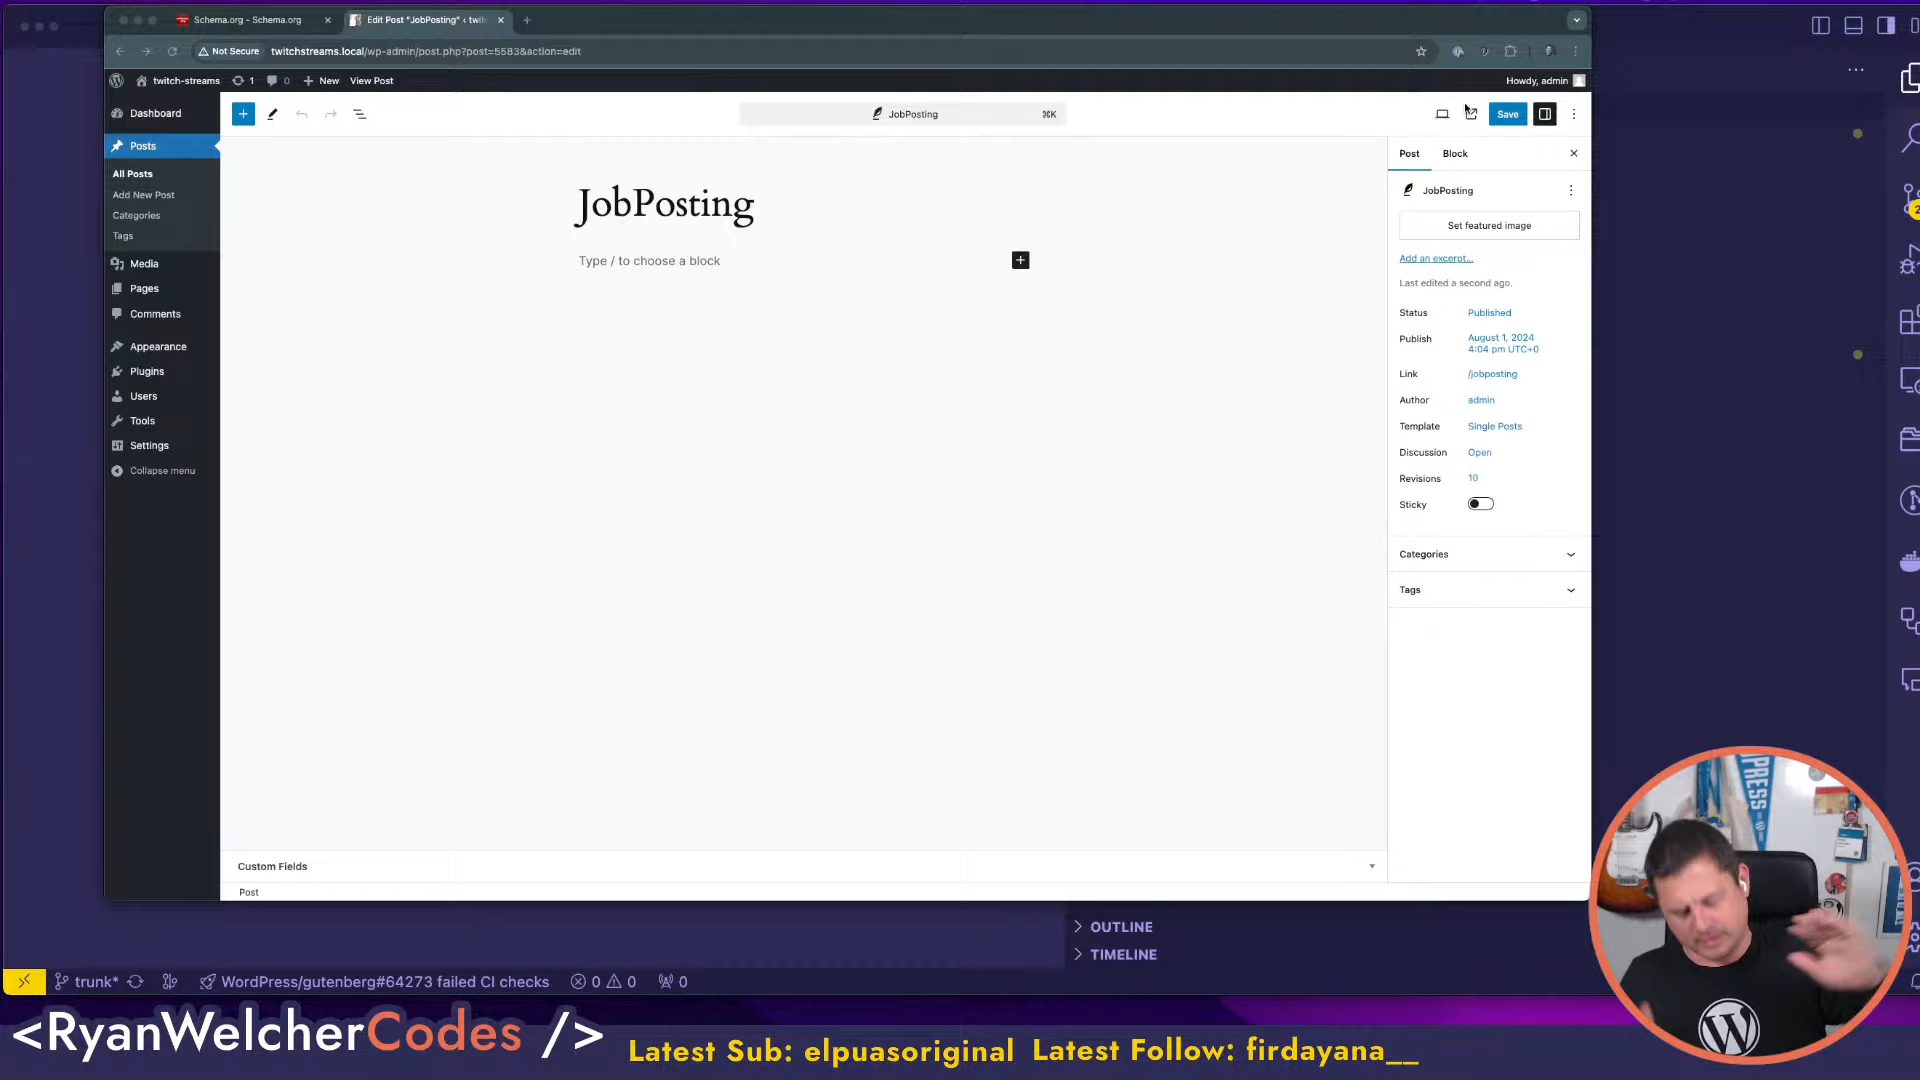 Schema.org - Schema.org
Edit Post "JobPosting" ‹ twitc
Not Secure
twitchstreams.local/wp-admin/post.php?post=5583&action=edit
twitch-streams
1
0
New
View Post
Howdy, admin
Dashboard
Posts
All Posts
Add New Post
Categories
Tags
Media
Pages
Comments
Appearance
Plugins
Users
Tools
Settings
Collapse menu
JobPosting
⌘K
Save
JobPosting
Type / to choose a block
Post
Block
JobPosting
Set featured image
Add an excerpt...
Last edited a second ago.
Status
Published
Publish
August 1, 2024
4:04 pm UTC+0
Link
/jobposting
Author
admin
Template
Single Posts
Discussion
Open
Revisions
10
Sticky
Categories
Tags
Custom Fields
Post
OUTLINE
TIMELINE
trunk*
WordPress/gutenberg#64273 failed CI checks
0
0
0
2
PRESS
<RyanWelcherCodes />
Latest Sub: elpuasoriginal
Latest Follow: firdayana__